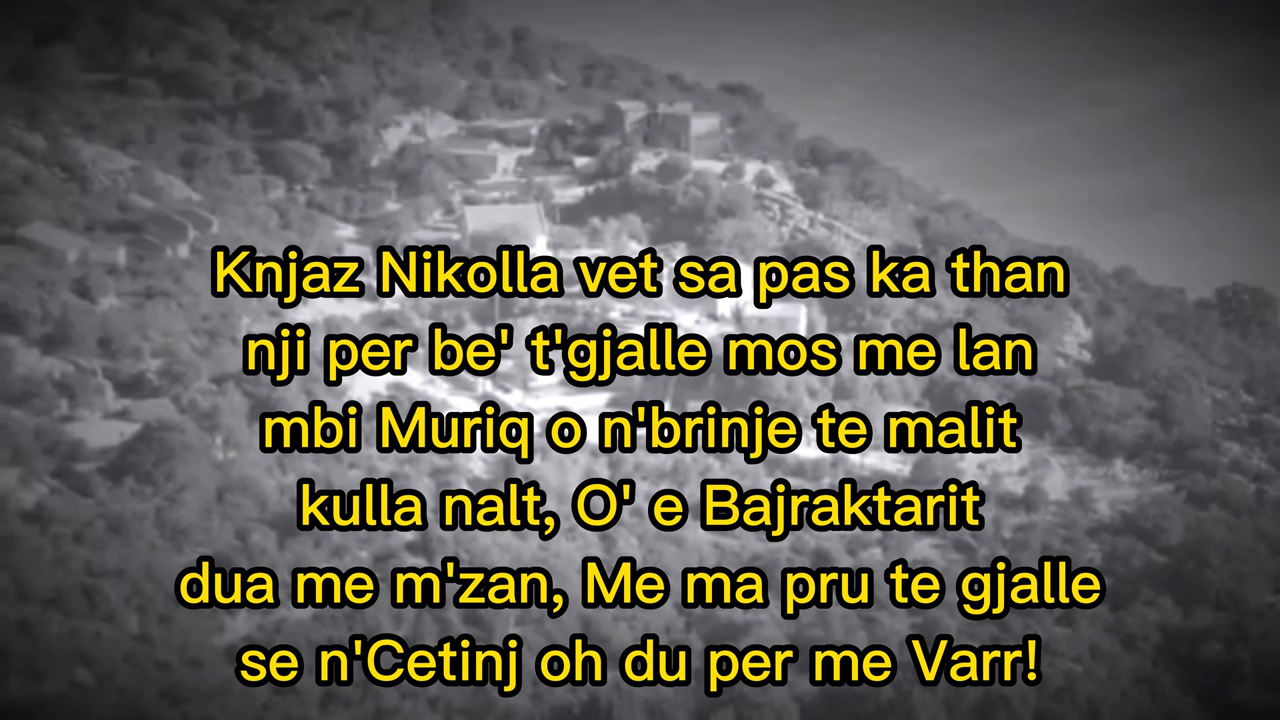 Knjaz Nikolla vet sa pas ka than
nji per be' t'gjalle mos me lan
mbi Muriq o n'brinje te malit
kulla nalt, O' e Bajraktarit
dua me m'zan, Me ma pru te gjalle
se n'Cetinj oh du per me Varr!